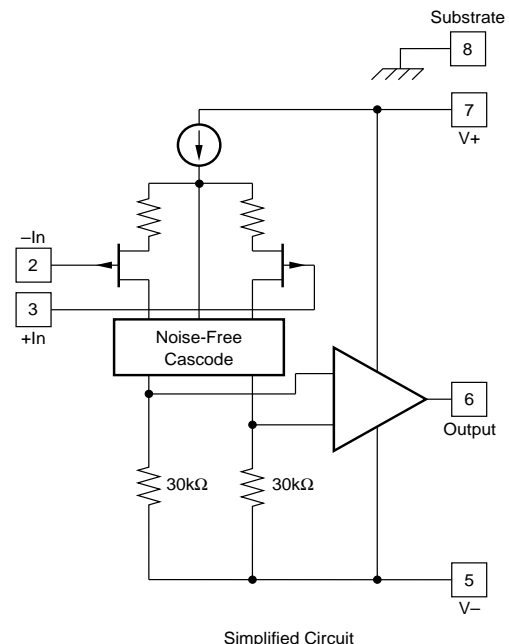 Substrate
8
7
V+
–In
2
3
+In
Noise-Free
Cascode
6
Output
30kΩ
30kΩ
5
V–
Simplified Circuit